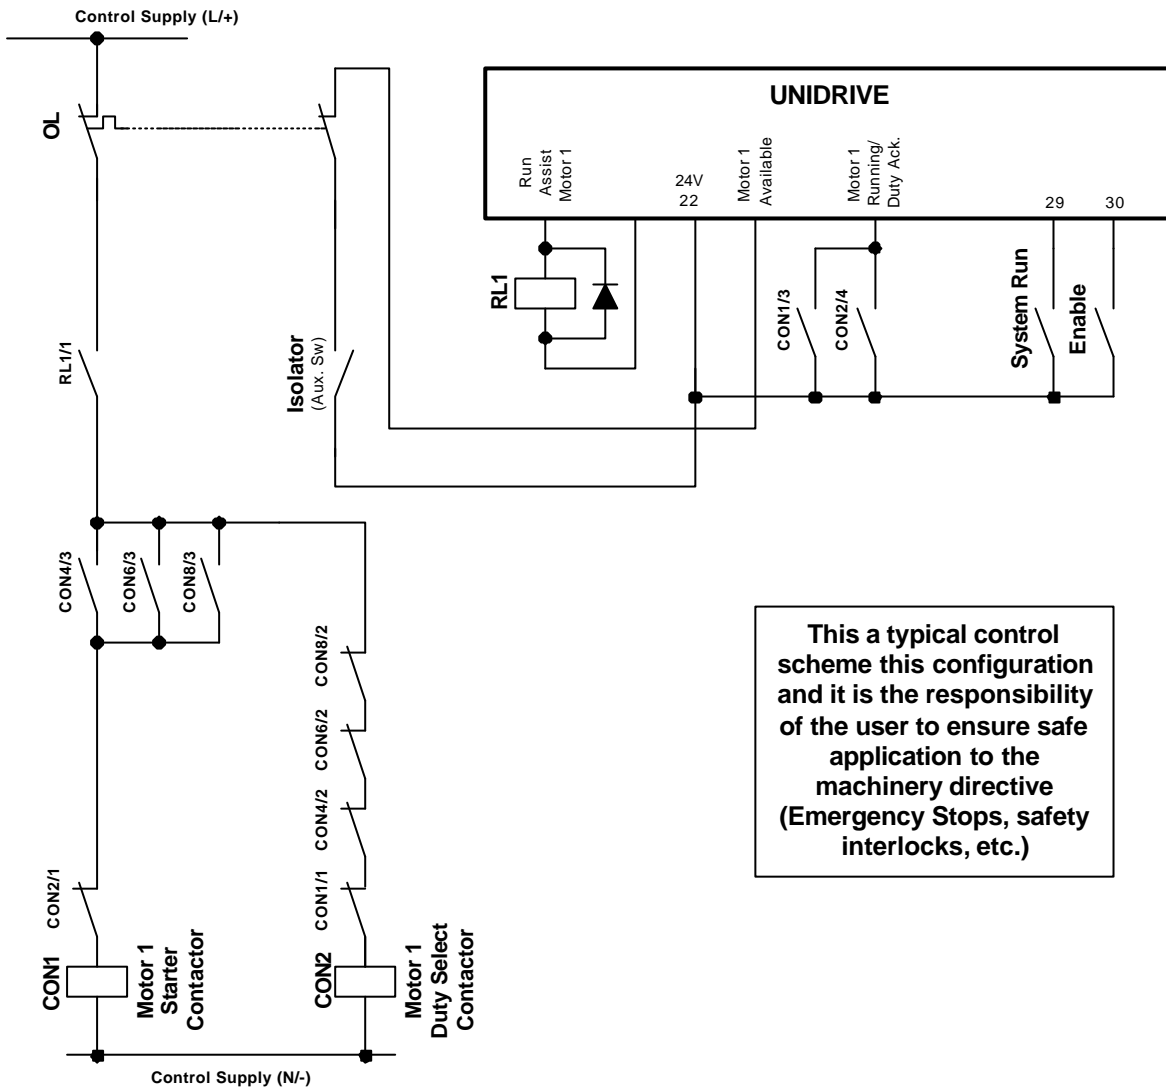 Control Supply (L/+)
OL
UNIDRIVE
Run
Assist
Motor 1
24V
22
Motor 1
Available
Motor 1
Running/
Duty Ack.
29
30
RL1
CON1/3
CON2/4
System Run
Enable
RL1/1
Isolator
(Aux. Sw)
CON4/3
CON6/3
CON8/3
CON8/2
CON6/2
CON4/2
CON2/1
CON1/1
CON1
Motor 1
Starter
Contactor
CON2
Motor 1
Duty Select
Contactor
This a typical control
scheme this configuration
and it is the responsibility
of the user to ensure safe
application to the
machinery directive
(Emergency Stops, safety
interlocks, etc.)
Control Supply (N/-)